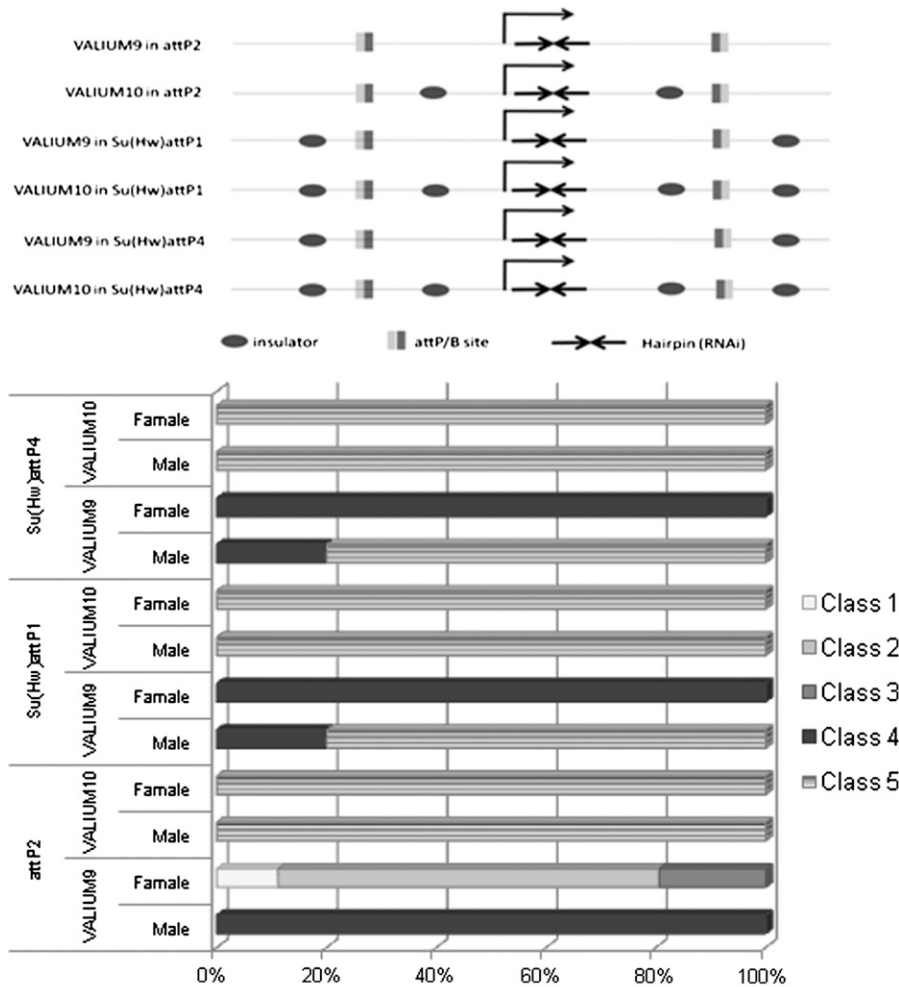 VALIUM9 in attP2
VALIUM10 in attP2
VALIUM9 in Su(Hw)attP1
VALIUM10 in Su(Hw)attP1
VALIUM9 in Su(Hw)attP4
VALIUM10 in Su(Hw)attP4
insulator
attP/B site
Hairpin (RNAi)
Su(Hw)attP4
VALIUM10
Famale
Male
VALIUM9
Famale
Male
Su(Hw)attP1
VALIUM10
Famale
Male
VALIUM9
Famale
Male
attP2
VALIUM10
Famale
Male
VALIUM9
Famale
Male
0% 20% 40% 60% 80% 100%
Class 1
Class 2
Class 3
Class 4
Class 5